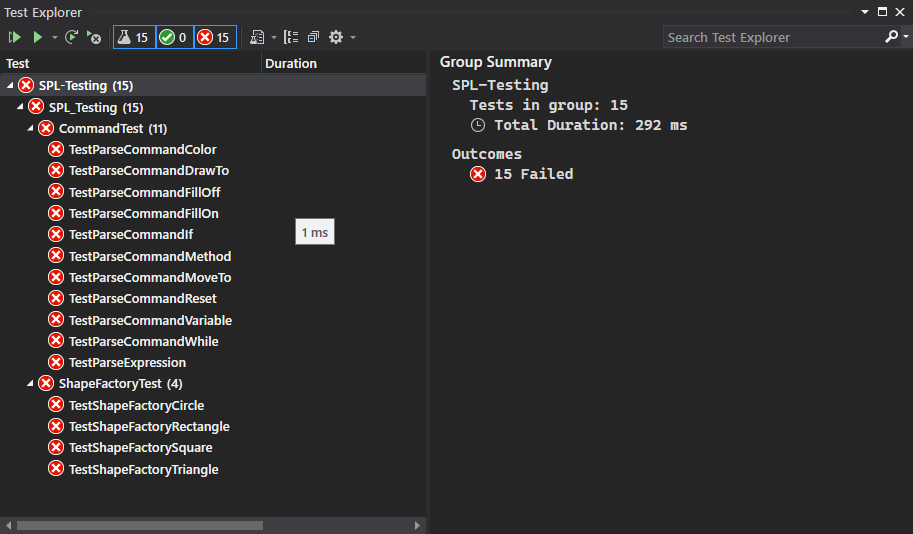 Test Explorer
15 0 15
Search Test Explorer
Test Duration
SPL-Testing (15)
SPL_Testing (15)
CommandTest (11)
TestParseCommandColor
TestParseCommandDrawTo
TestParseCommandFillOff
TestParseCommandFillOn
TestParseCommandIf
1 ms
TestParseCommandMethod
TestParseCommandMoveTo
TestParseCommandReset
TestParseCommandVariable
TestParseCommandWhile
TestParseExpression
ShapeFactoryTest (4)
TestShapeFactoryCircle
TestShapeFactoryRectangle
TestShapeFactorySquare
TestShapeFactoryTriangle
Group Summary
SPL-Testing
Tests in group: 15
Total Duration: 292 ms
Outcomes
15 Failed